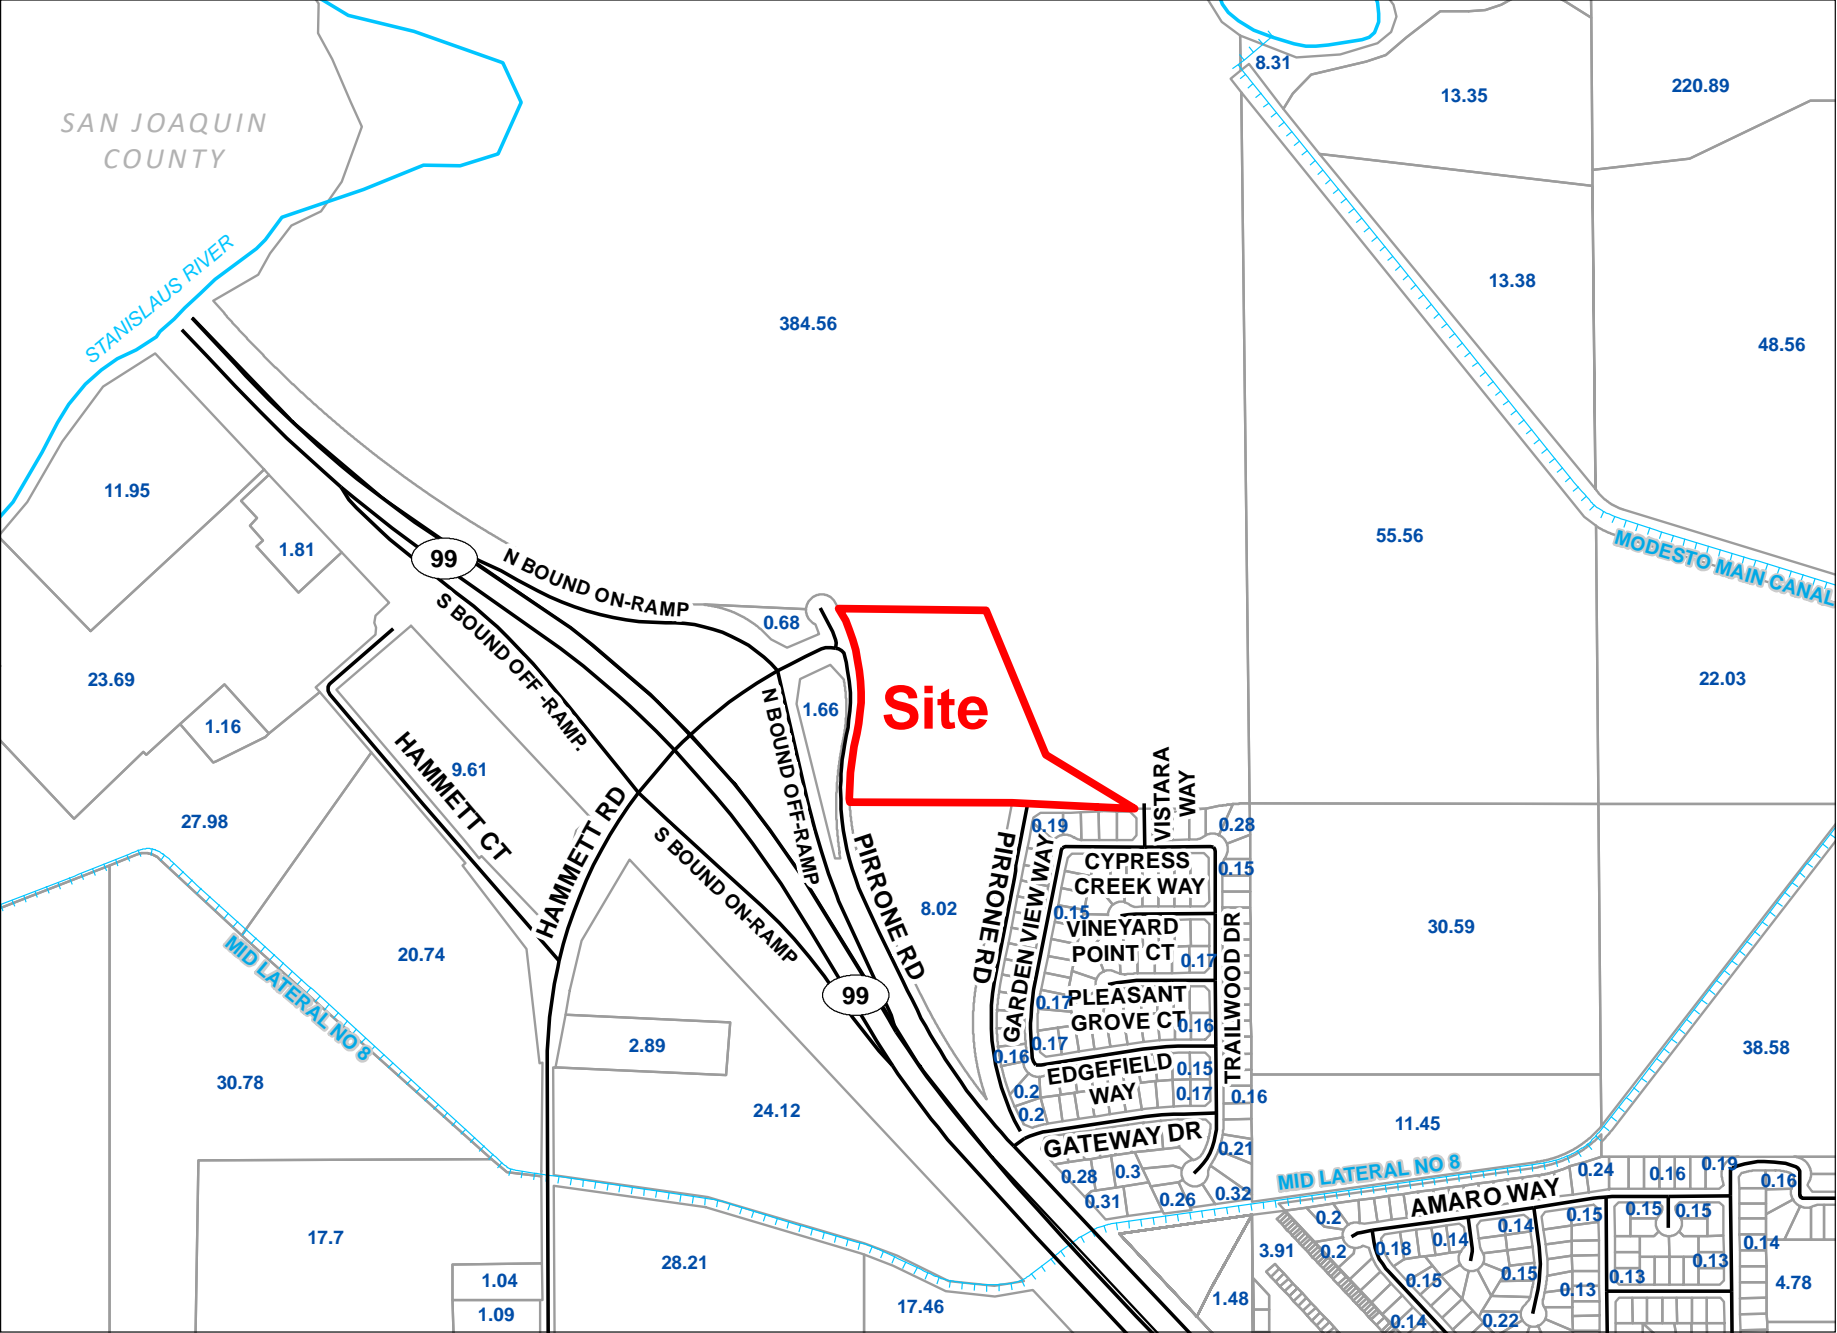 8.31
220.89
13.35
SAN JOAQUIN
COUNTY
13.38
STANISLAUS RIVER
384.56
48.56
11.95
55.56
1.81
99
MODESTO MAIN CANAL
N BOUND ON-RAMP
0.68
S BOUND OFF -RAMP.
23.69
22.03
1.66
Site
1.16
N BOUND OFF-RAMP
HAMMETT CT
9.61
VISTARA
WAY
27.98
HAMMETT RD
S BOUND ON-RAMP
PIRRONE RD
PIRRONE RD
0.19
0.28
GARDEN VIEW WAY
CYPRESS
CREEK WAY
0.15
8.02
0.15
VINEYARD
POINT CT
0.17
30.59
TRAILWOOD DR
20.74
MID LATERAL NO 8
99
PLEASANT
GROVE CT
0.17
0.16
0.17
0.16
2.89
38.58
EDGEFIELD
WAY
0.15
0.17
0.2
0.2
0.16
30.78
24.12
11.45
GATEWAY DR
0.21
0.28
0.3
0.31
0.26
0.32
MID LATERAL NO 8
0.24
0.16
0.19
0.16
AMARO WAY
0.2
0.15
0.15
0.15
0.14
0.14
0.18
0.2
3.91
0.14
17.7
28.21
0.15
0.15
0.13
0.13
0.13
1.04
4.78
1.48
17.46
1.09
0.14
0.22